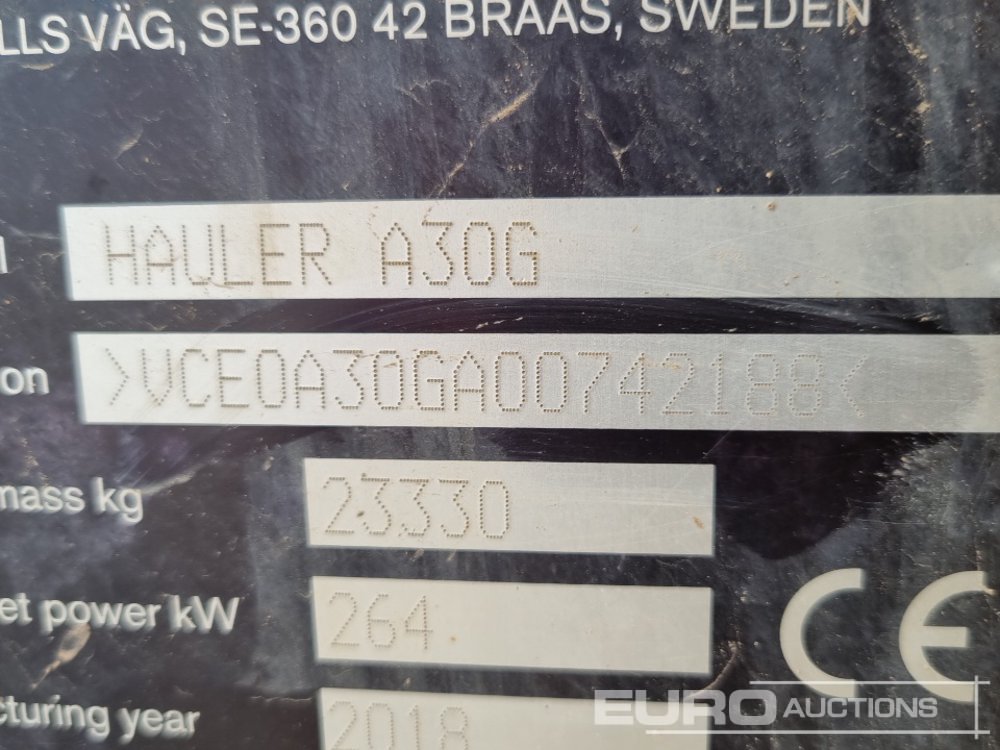 LLS VÄG, SE-360 42 BRAAS, SWEDEN
HAULER A30G
on >VCE0A30GA00742188<
mass kg 23330
et power kW 264
cturing year 2018
CE
EURO AUCTIONS